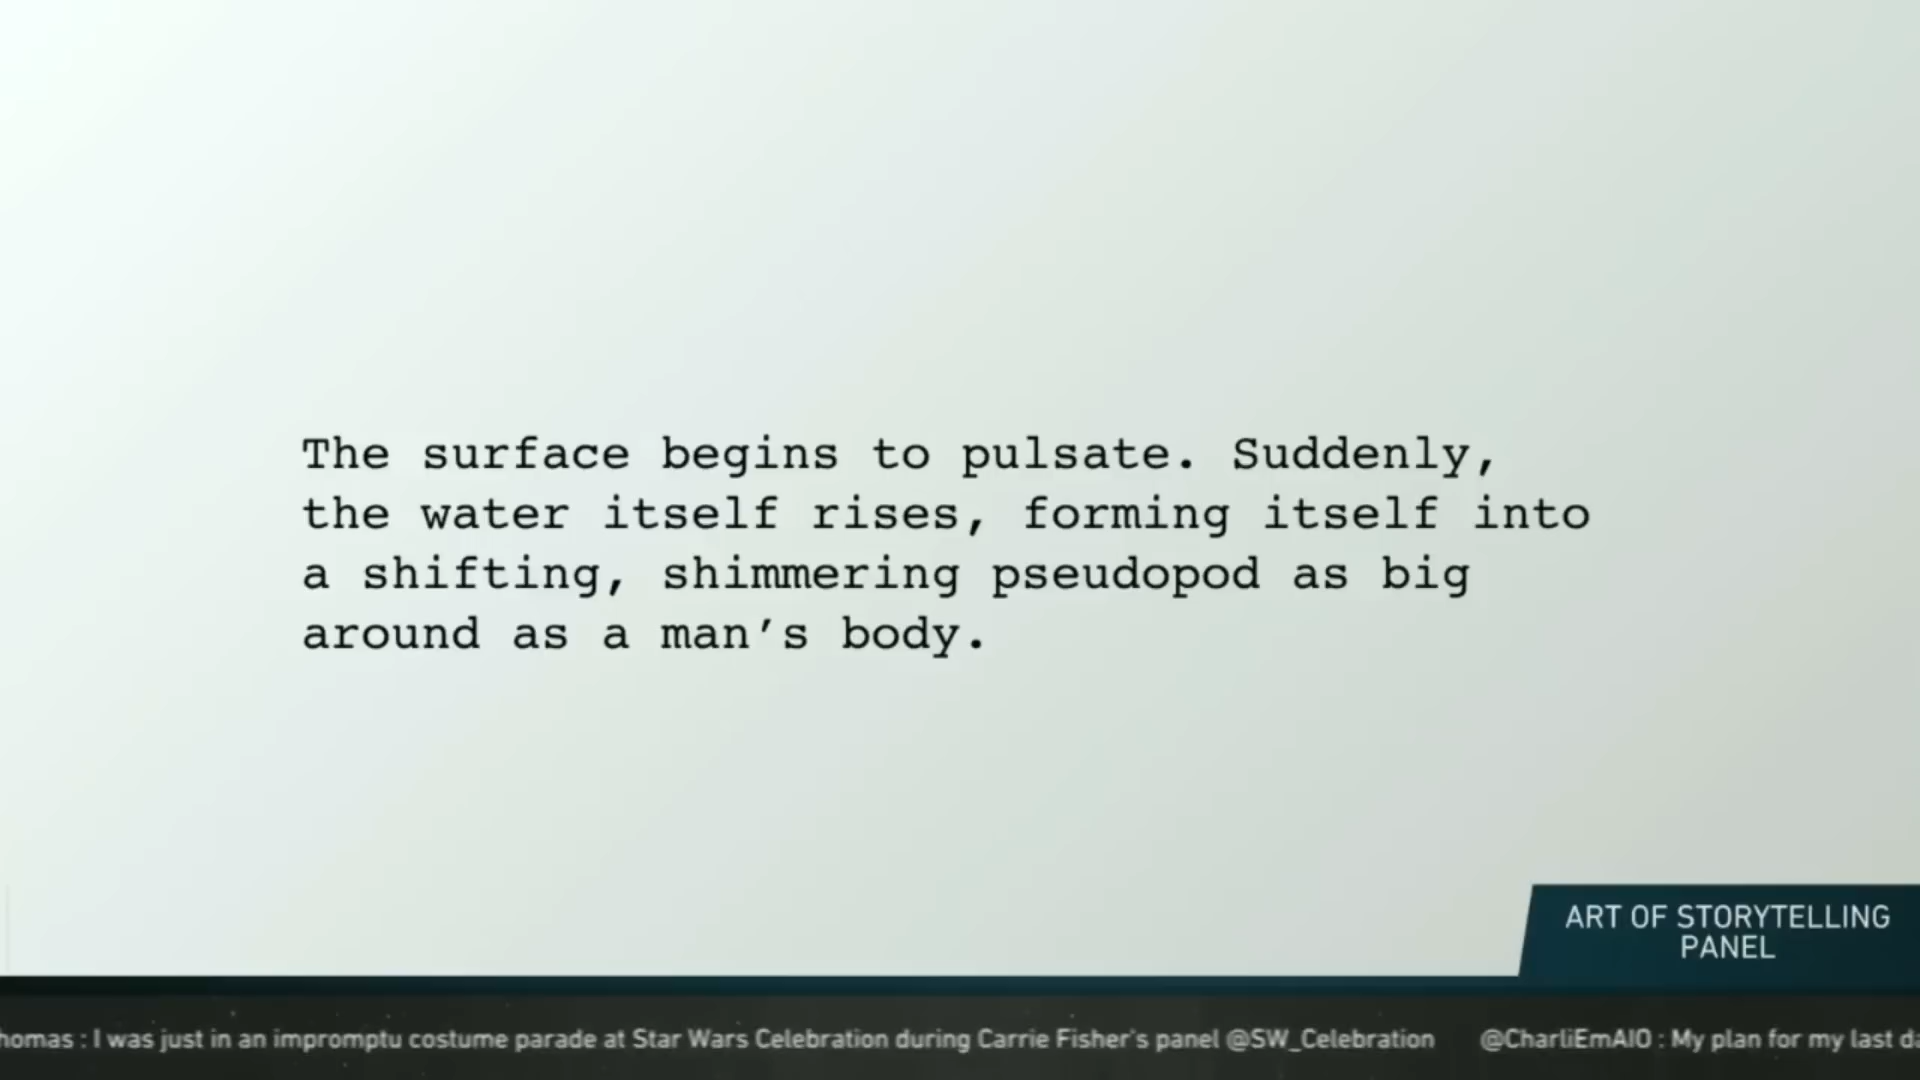 The surface begins to pulsate. Suddenly,
the water itself rises, forming itself into
a shifting, shimmering pseudopod as big
around as a man’s body.
ART OF STORYTELLING
PANEL
homas : I was just in an impromptu costume parade at Star Wars Celebration during Carrie Fisher's panel @SW_Celebration @CharliEmAIO : My plan for my last da